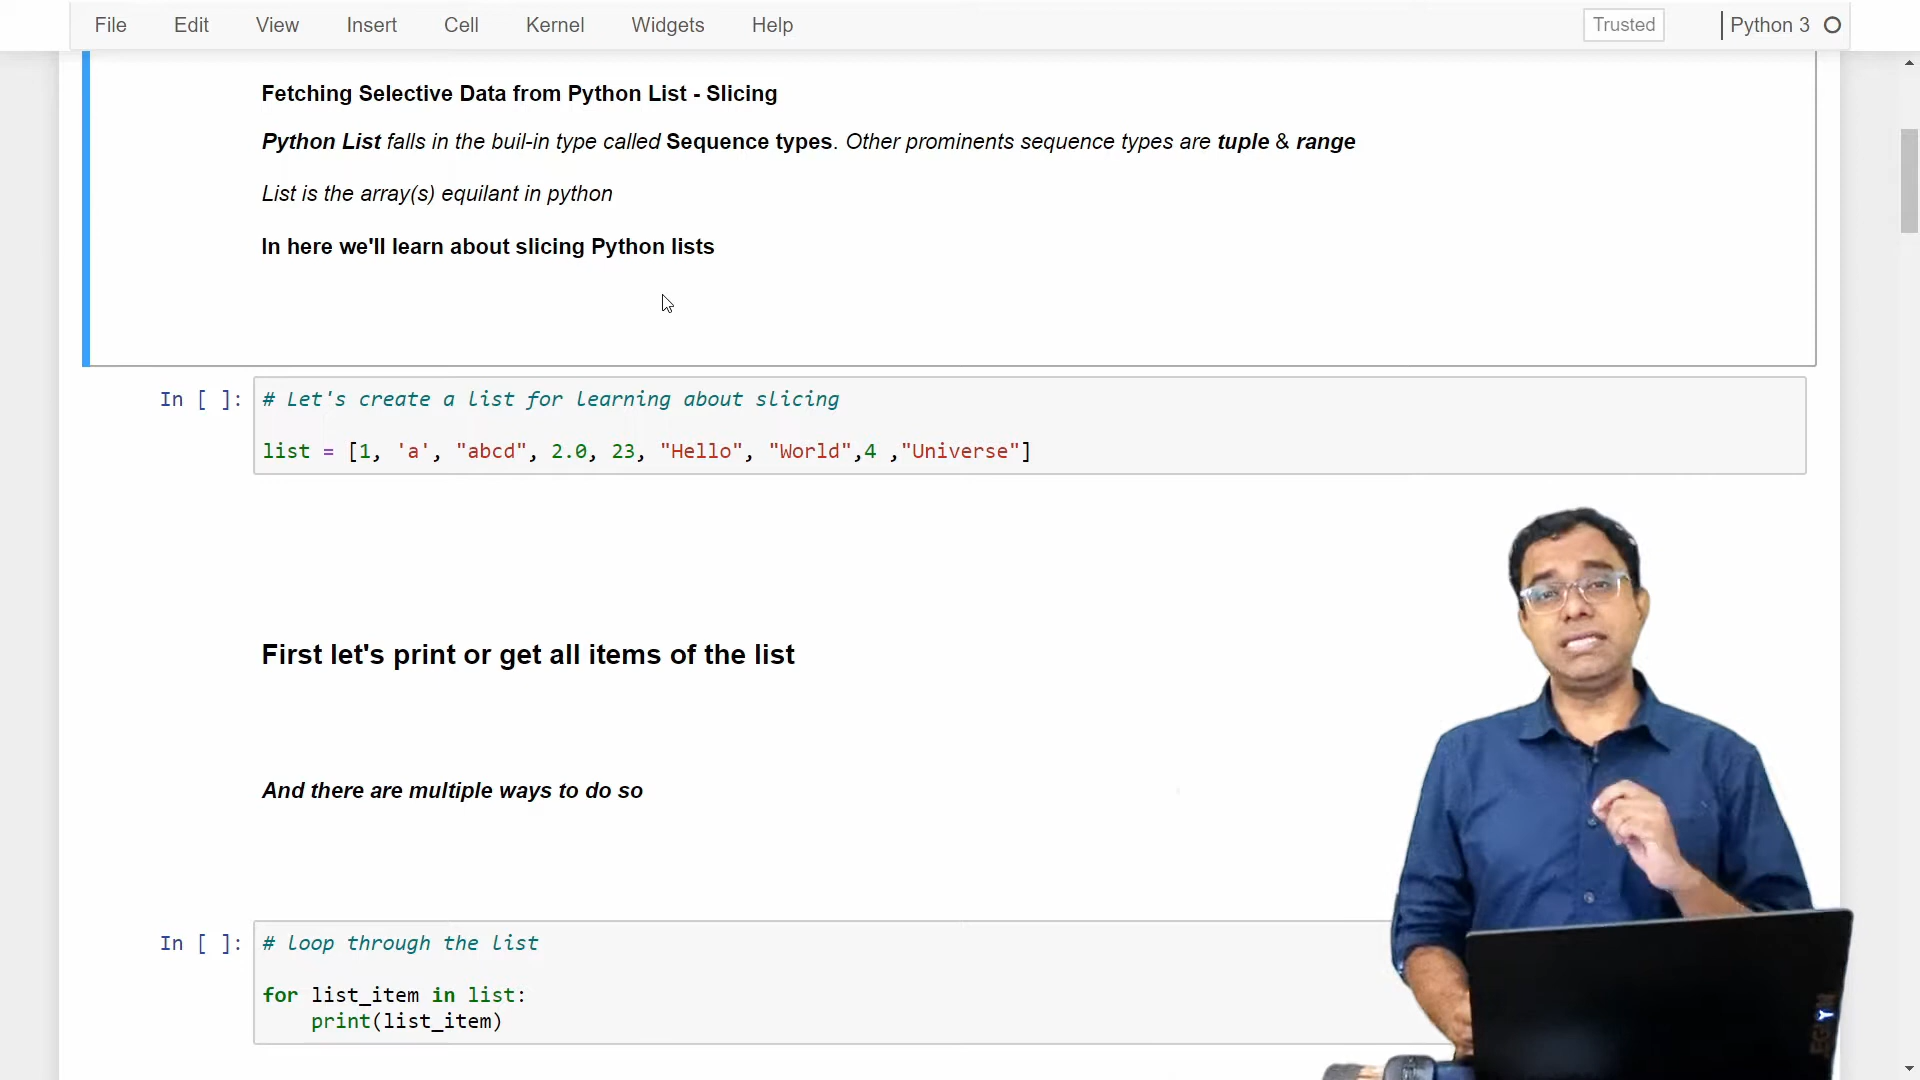 File Edit View Insert Cell Kernel Widgets Help Trusted Python 3
Fetching Selective Data from Python List - Slicing
Python List falls in the buil-in type called Sequence types. Other prominents sequence types are tuple & range
List is the array(s) equilant in python
In here we'll learn about slicing Python lists
In [ ]: # Let's create a list for learning about slicing
list = [1, 'a', "abcd", 2.0, 23, "Hello", "World",4 ,"Universe"]
First let's print or get all items of the list
And there are multiple ways to do so
In [ ]: # loop through the list
for list_item in list:
    print(list_item)